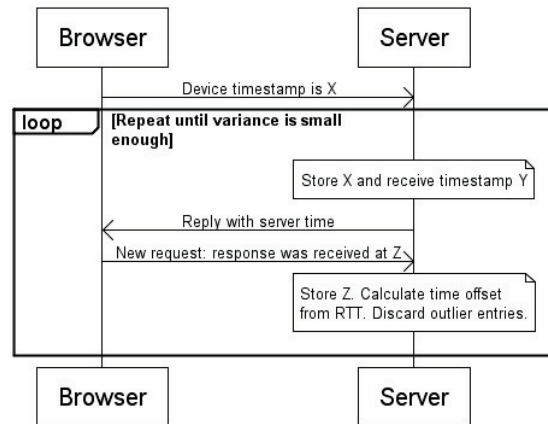 Browser
Server
Device timestamp is X
loop
[Repeat until variance is small
enough]
Store X and receive timestamp Y
Reply with server time
New request: response was received at Z
Store Z. Calculate time offset
from RTT. Discard outlier entries.
Browser
Server